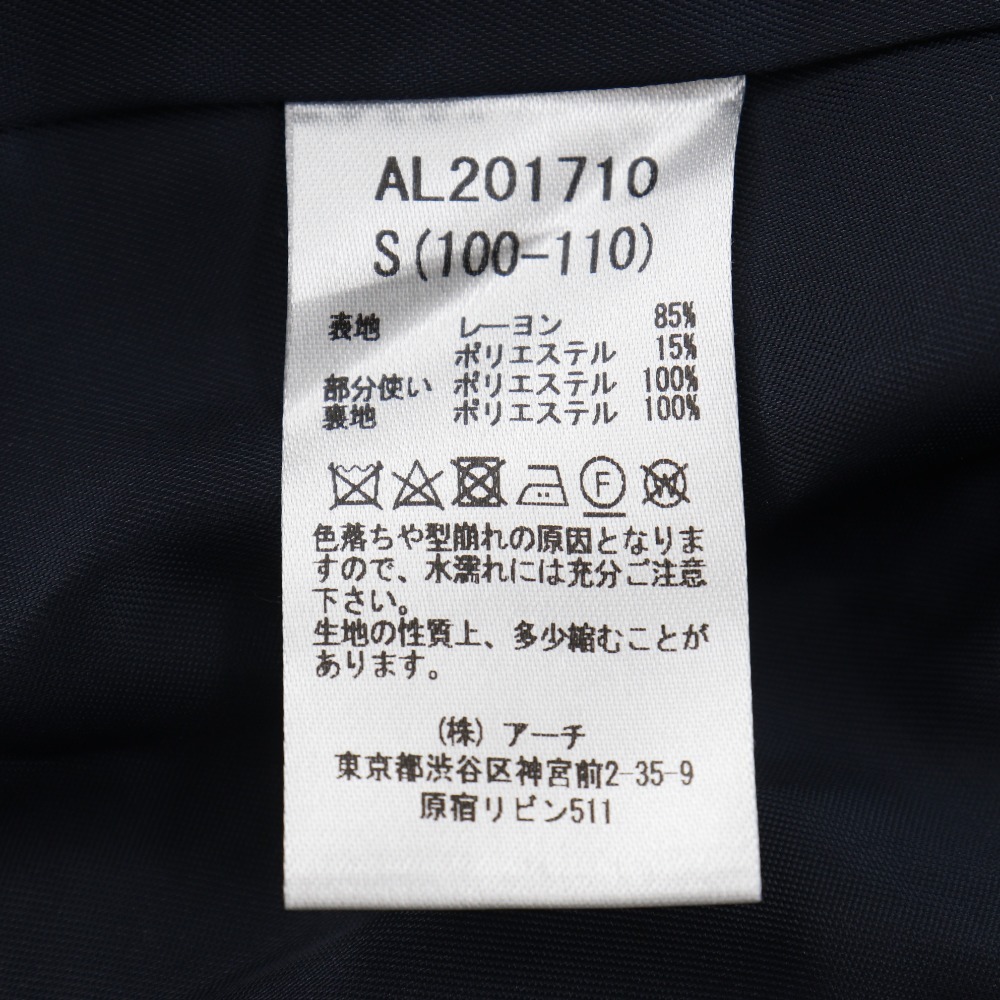 AL201710
S(100-110)
表地 レーヨン 85%
ポリエステル 15%
部分使い ポリエステル 100%
裏地 ポリエステル 100%
F W
色落ちや型崩れの原因となりま
すので、水濡れには充分ご注意
下さい。
生地の性質上、多少縮むことが
あります。
(株) アーチ
東京都渋谷区神宮前2-35-9
原宿リビン511